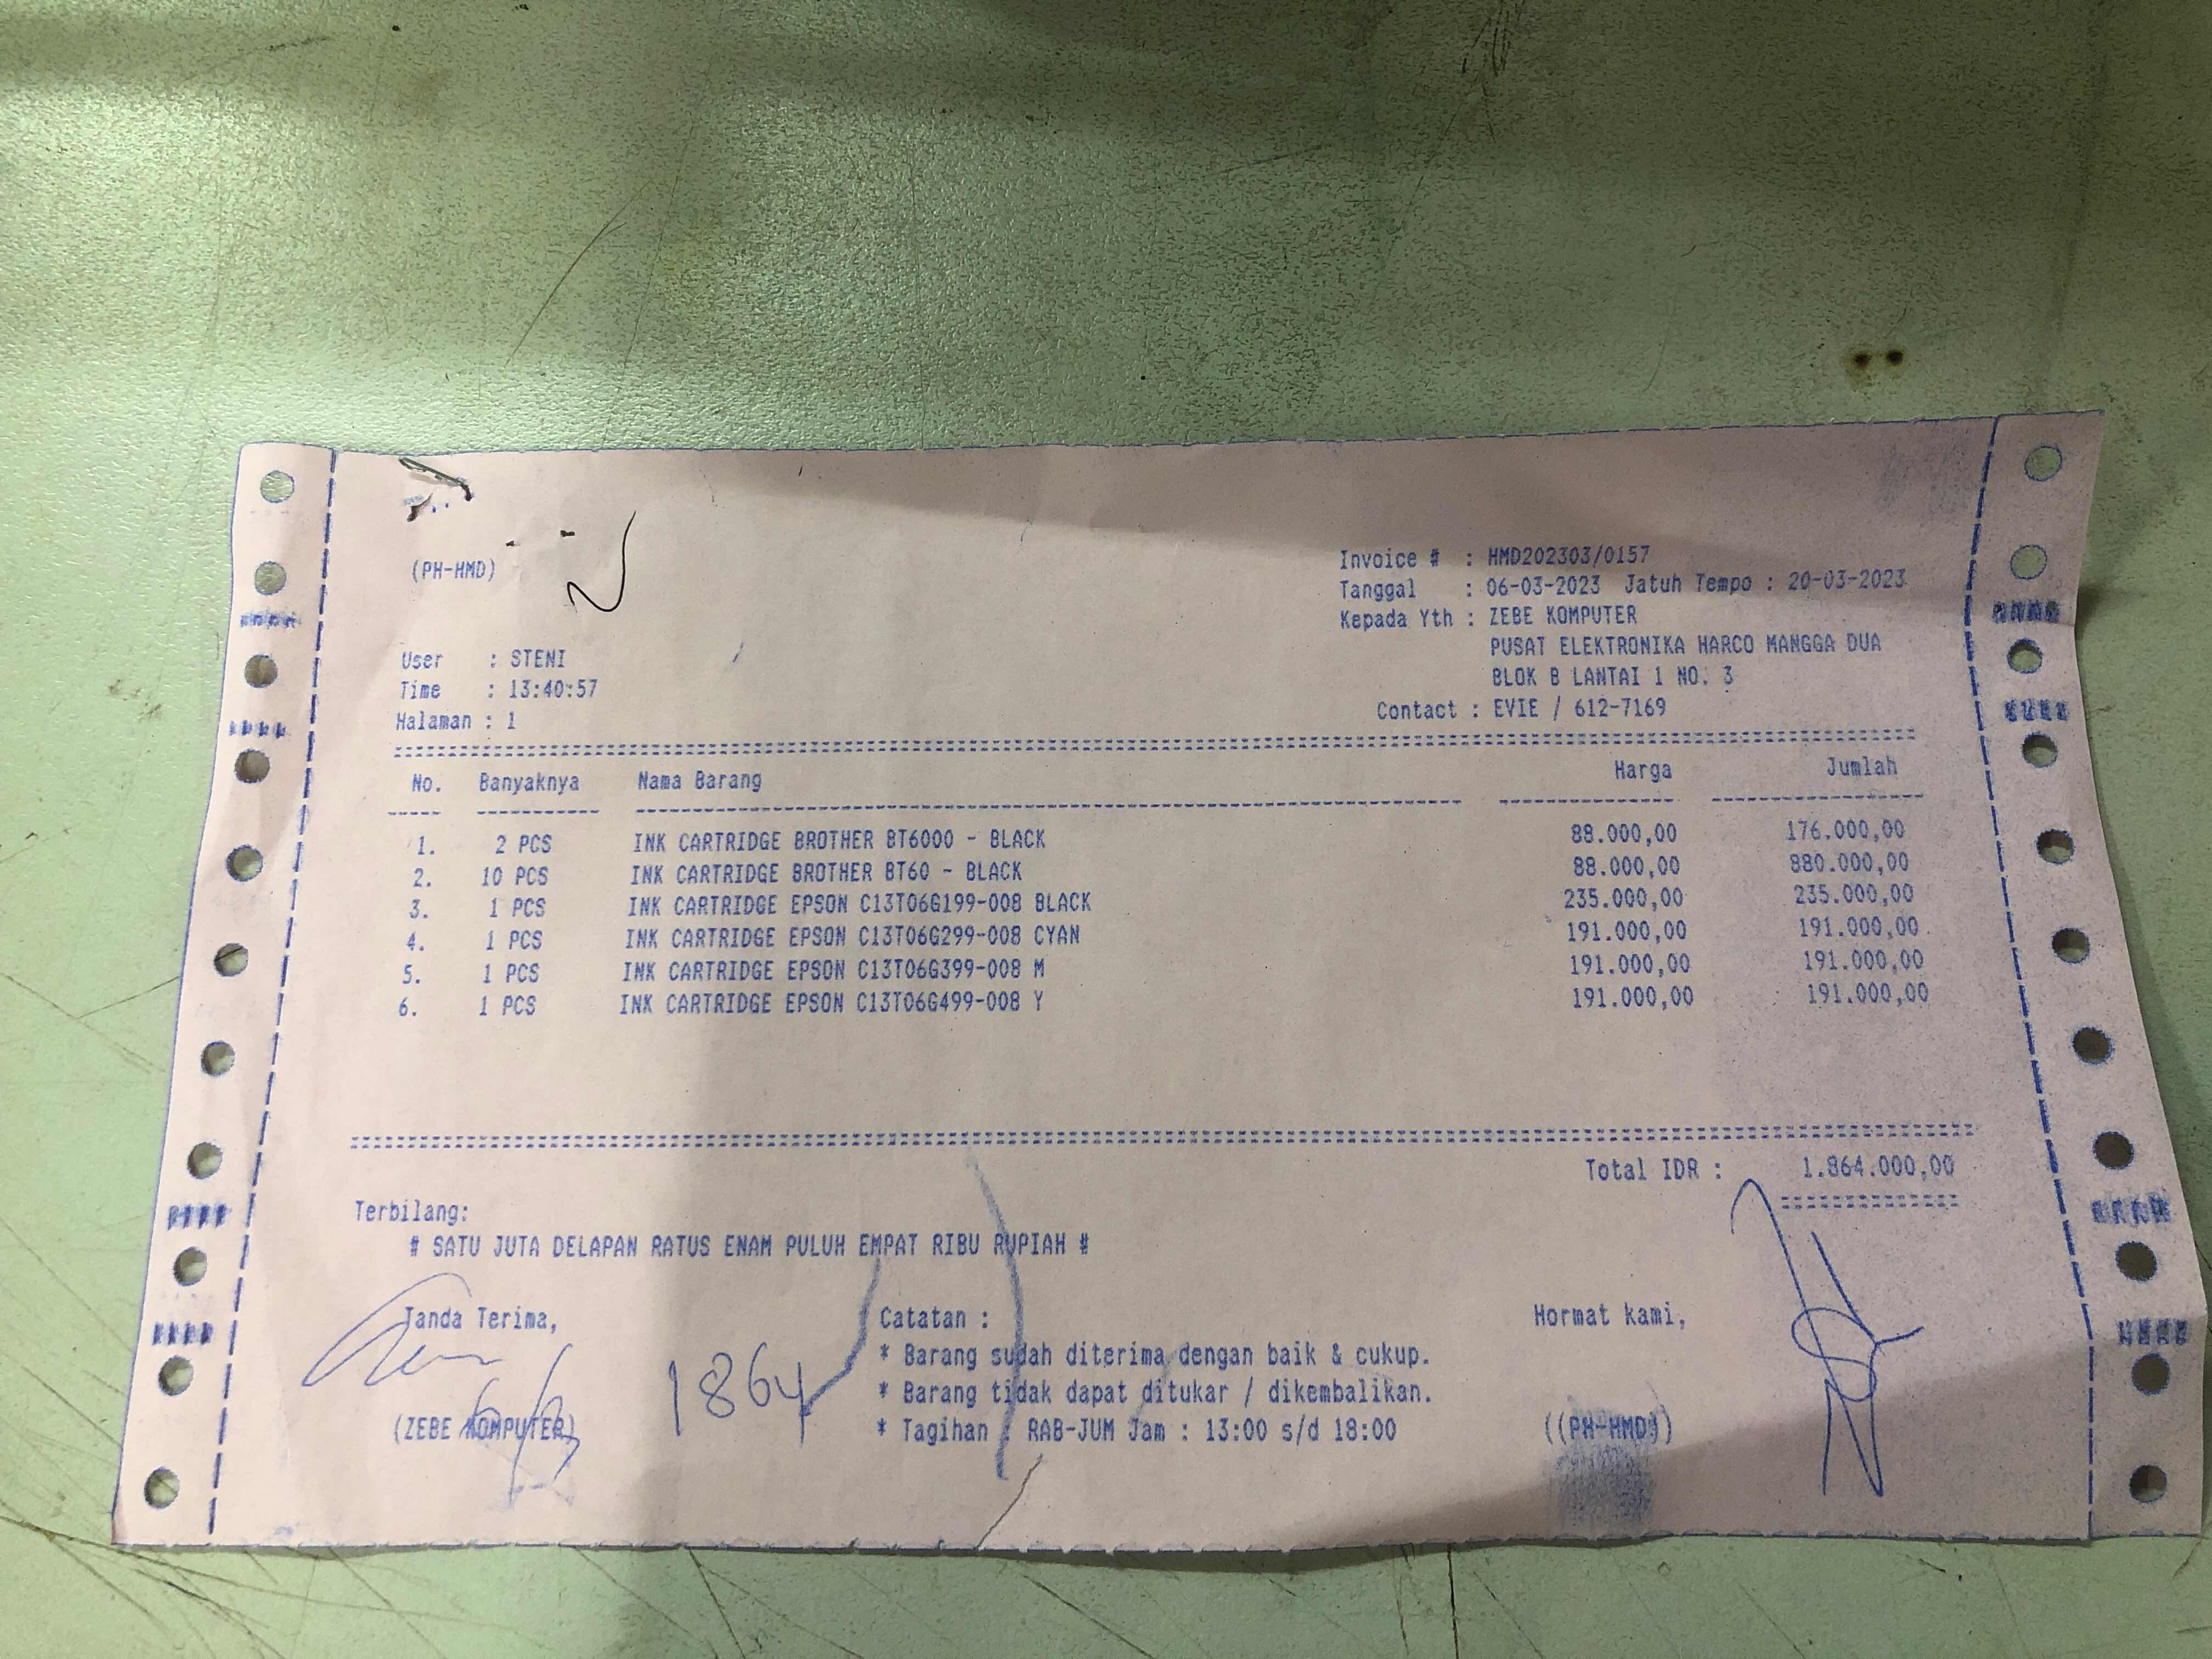 (PH-HMD)
Invoice # : HMD202303/0157
Tanggal : 06-03-2023 Jatuh Tempo : 20-03-2023
Kepada Yth : ZEBE KOMPUTER
PUSAT ELEKTRONIKA HARCO MANGGA DUA
BLOK B LANTAI 1 NO. 3
Contact : EVIE / 612-7169
User : STENI
Time : 13:40:57
Halaman : 1
No. Banyaknya Nama Barang Harga Jumlah
1. 2 PCS INK CARTRIDGE BROTHER BT6000 - BLACK 88.000,00 176.000,00
2. 10 PCS INK CARTRIDGE BROTHER BT60 - BLACK 88.000,00 880.000,00
3. 1 PCS INK CARTRIDGE EPSON C13T06G199-008 BLACK 235.000,00 235.000,00
4. 1 PCS INK CARTRIDGE EPSON C13T06G299-008 CYAN 191.000,00 191.000,00
5. 1 PCS INK CARTRIDGE EPSON C13T06G399-008 M 191.000,00 191.000,00
6. 1 PCS INK CARTRIDGE EPSON C13T06G499-008 Y 191.000,00 191.000,00
Total IDR : 1.864.000,00
Terbilang:
# SATU JUTA DELAPAN RATUS ENAM PULUH EMPAT RIBU RUPIAH #
Tanda Terima,
(ZEBE KOMPUTER)
1864
Catatan :
* Barang sudah diterima dengan baik & cukup.
* Barang tidak dapat ditukar / dikembalikan.
* Tagihan : RAB-JUM Jam : 13:00 s/d 18:00
Hormat kami,
((PH-HMD))